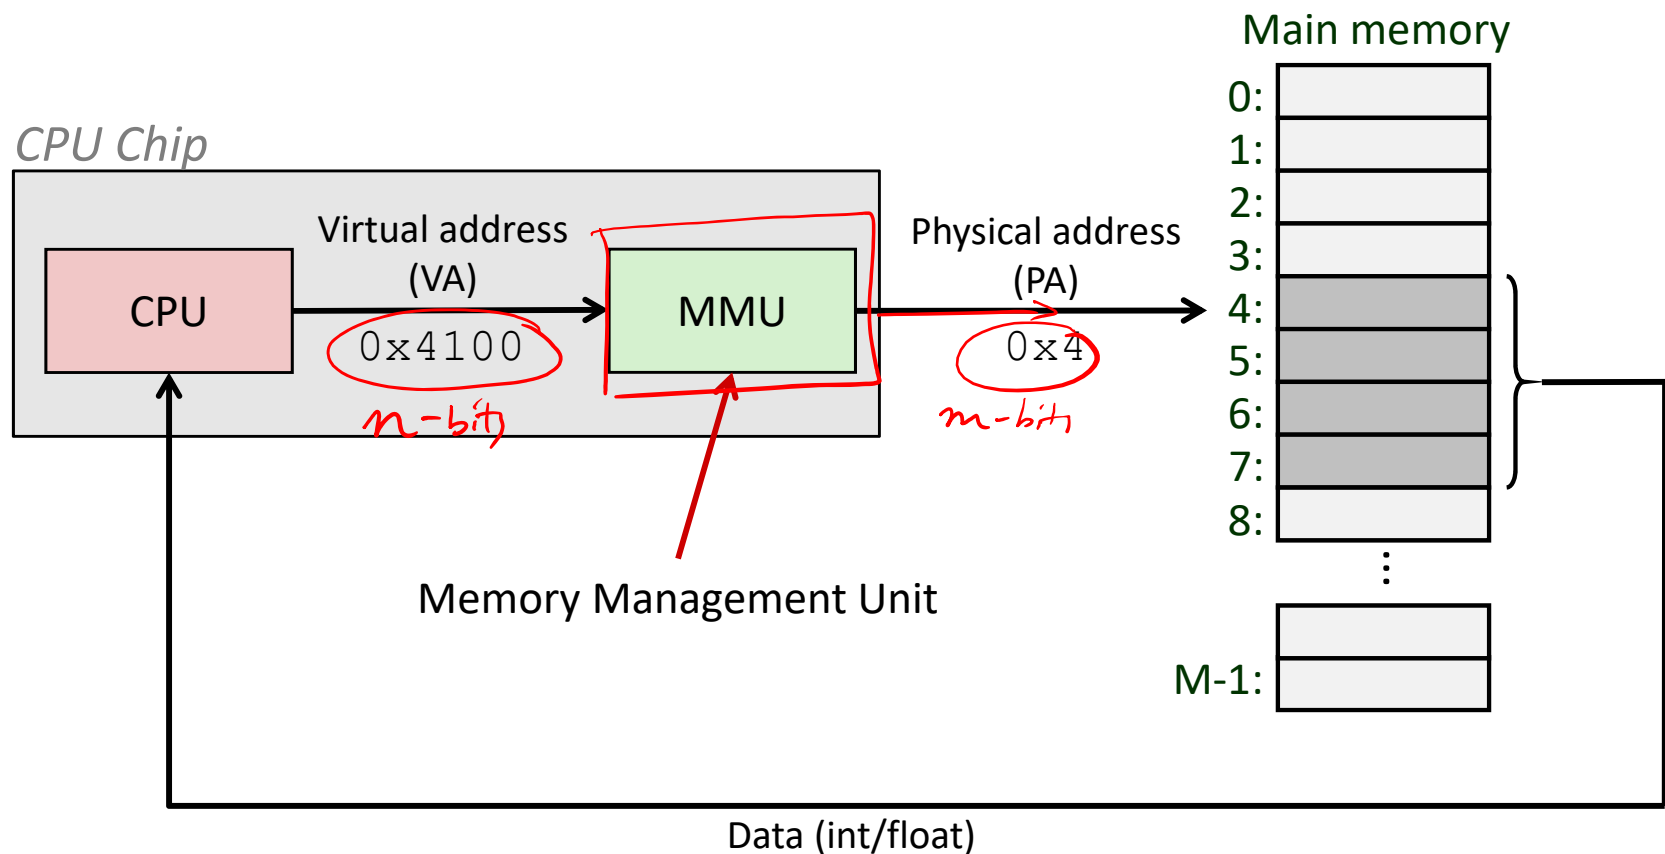 Main memory
0:
CPU Chip
1:
2:
Virtual address
(VA)
Physical address
(PA)
3:
CPU
MMU
4:
0x4100
0x4
5:
n-bits
m-bits
6:
7:
8:
⋮
Memory Management Unit
M-1:
Data (int/float)